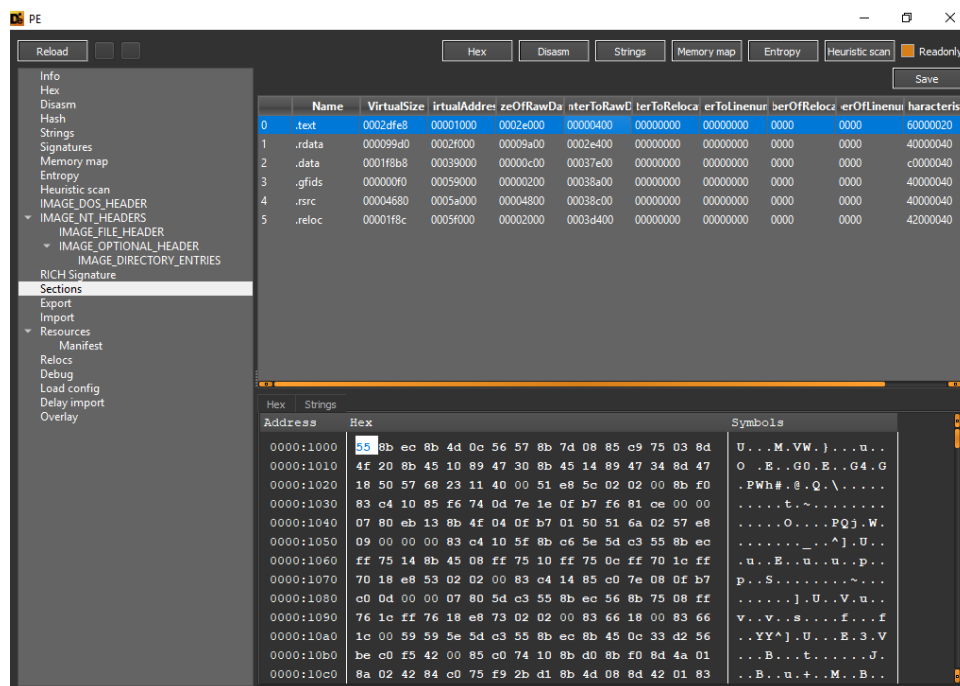 PE
Reload Hex Disasm Strings Memory map Entropy Heuristic scan Readonly
Save
Info
Hex
Disasm
Hash
Strings
Signatures
Memory map
Entropy
Heuristic scan
IMAGE_DOS_HEADER
IMAGE_NT_HEADERS
IMAGE_FILE_HEADER
IMAGE_OPTIONAL_HEADER
IMAGE_DIRECTORY_ENTRIES
RICH Signature
Sections
Export
Import
Resources
Manifest
Relocs
Debug
Load config
Delay import
Overlay
Name VirtualSize irtualAddres zeOfRawDa nterToRawD terToRelocat erToLinenum berOfReloca erOfLinenum haracteris
0 .text 0002dfe8 00001000 0002e000 00000400 00000000 00000000 0000 0000 60000020
1 .rdata 000099d0 0002f000 00009a00 0002e400 00000000 00000000 0000 0000 40000040
2 .data 0001f8b8 00039000 00000c00 00037e00 00000000 00000000 0000 0000 c0000040
3 .gfids 000000f0 00059000 00000200 00038a00 00000000 00000000 0000 0000 40000040
4 .rsrc 00004680 0005a000 00004800 00038c00 00000000 00000000 0000 0000 40000040
5 .reloc 00001f8c 0005f000 00002000 0003d400 00000000 00000000 0000 0000 42000040
Hex Strings
Address Hex Symbols
0000:1000 55 8b ec 8b 4d 0c 56 57 8b 7d 08 85 c9 75 03 8d U...M.VW.}...u..
0000:1010 4f 20 8b 45 10 89 47 30 8b 45 14 89 47 34 8d 47 O .E..G0.E..G4.G
0000:1020 18 50 57 68 23 11 40 00 51 e8 5c 02 02 00 8b f0 .PWh#.@.Q.\.....
0000:1030 83 c4 10 85 f6 74 0d 7e 1e 0f b7 f6 81 ce 00 00 .....t.~........
0000:1040 07 80 eb 13 8b 4f 04 0f b7 01 50 51 6a 02 57 e8 .....O....PQj.W.
0000:1050 09 00 00 00 83 c4 10 5f 8b c6 5e 5d c3 55 8b ec ......._..^].U..
0000:1060 ff 75 14 8b 45 08 ff 75 10 ff 75 0c ff 70 1c ff .u..E..u..u..p..
0000:1070 70 18 e8 53 02 02 00 83 c4 14 85 c0 7e 08 0f b7 p..S........~...
0000:1080 c0 0d 00 00 07 80 5d c3 55 8b ec 56 8b 75 08 ff ......].U..V.u..
0000:1090 76 1c ff 76 18 e8 73 02 02 00 83 66 18 00 83 66 v..v..s....f...f
0000:10a0 1c 00 59 59 5e 5d c3 55 8b ec 8b 45 0c 33 d2 56 ..YY^].U...E.3.V
0000:10b0 be c0 f5 42 00 85 c0 74 10 8b d0 8b f0 8d 4a 01 ...B...t......J.
0000:10c0 8a 02 42 84 c0 75 f9 2b d1 8b 4d 08 8d 42 01 83 ..B..u.+..M..B..